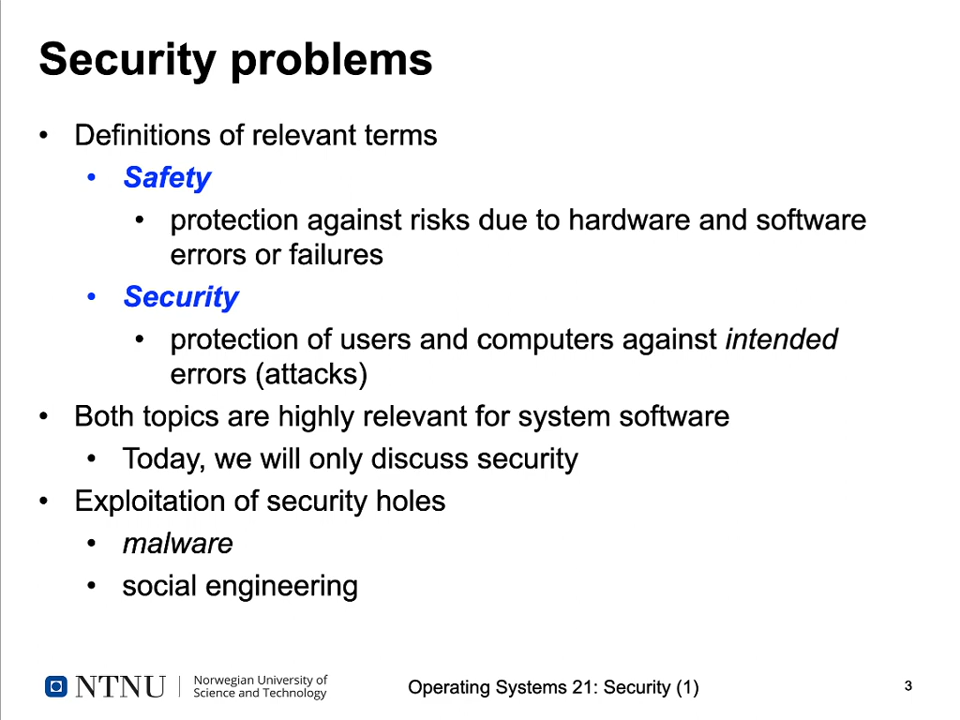 Security problems
• Definitions of relevant terms
• Safety
• protection against risks due to hardware and software
errors or failures
• Security
• protection of users and computers against intended
errors (attacks)
• Both topics are highly relevant for system software
• Today, we will only discuss security
• Exploitation of security holes
• malware
• social engineering
NTNU
Norwegian University of
Science and Technology
Operating Systems 21: Security (1)
3